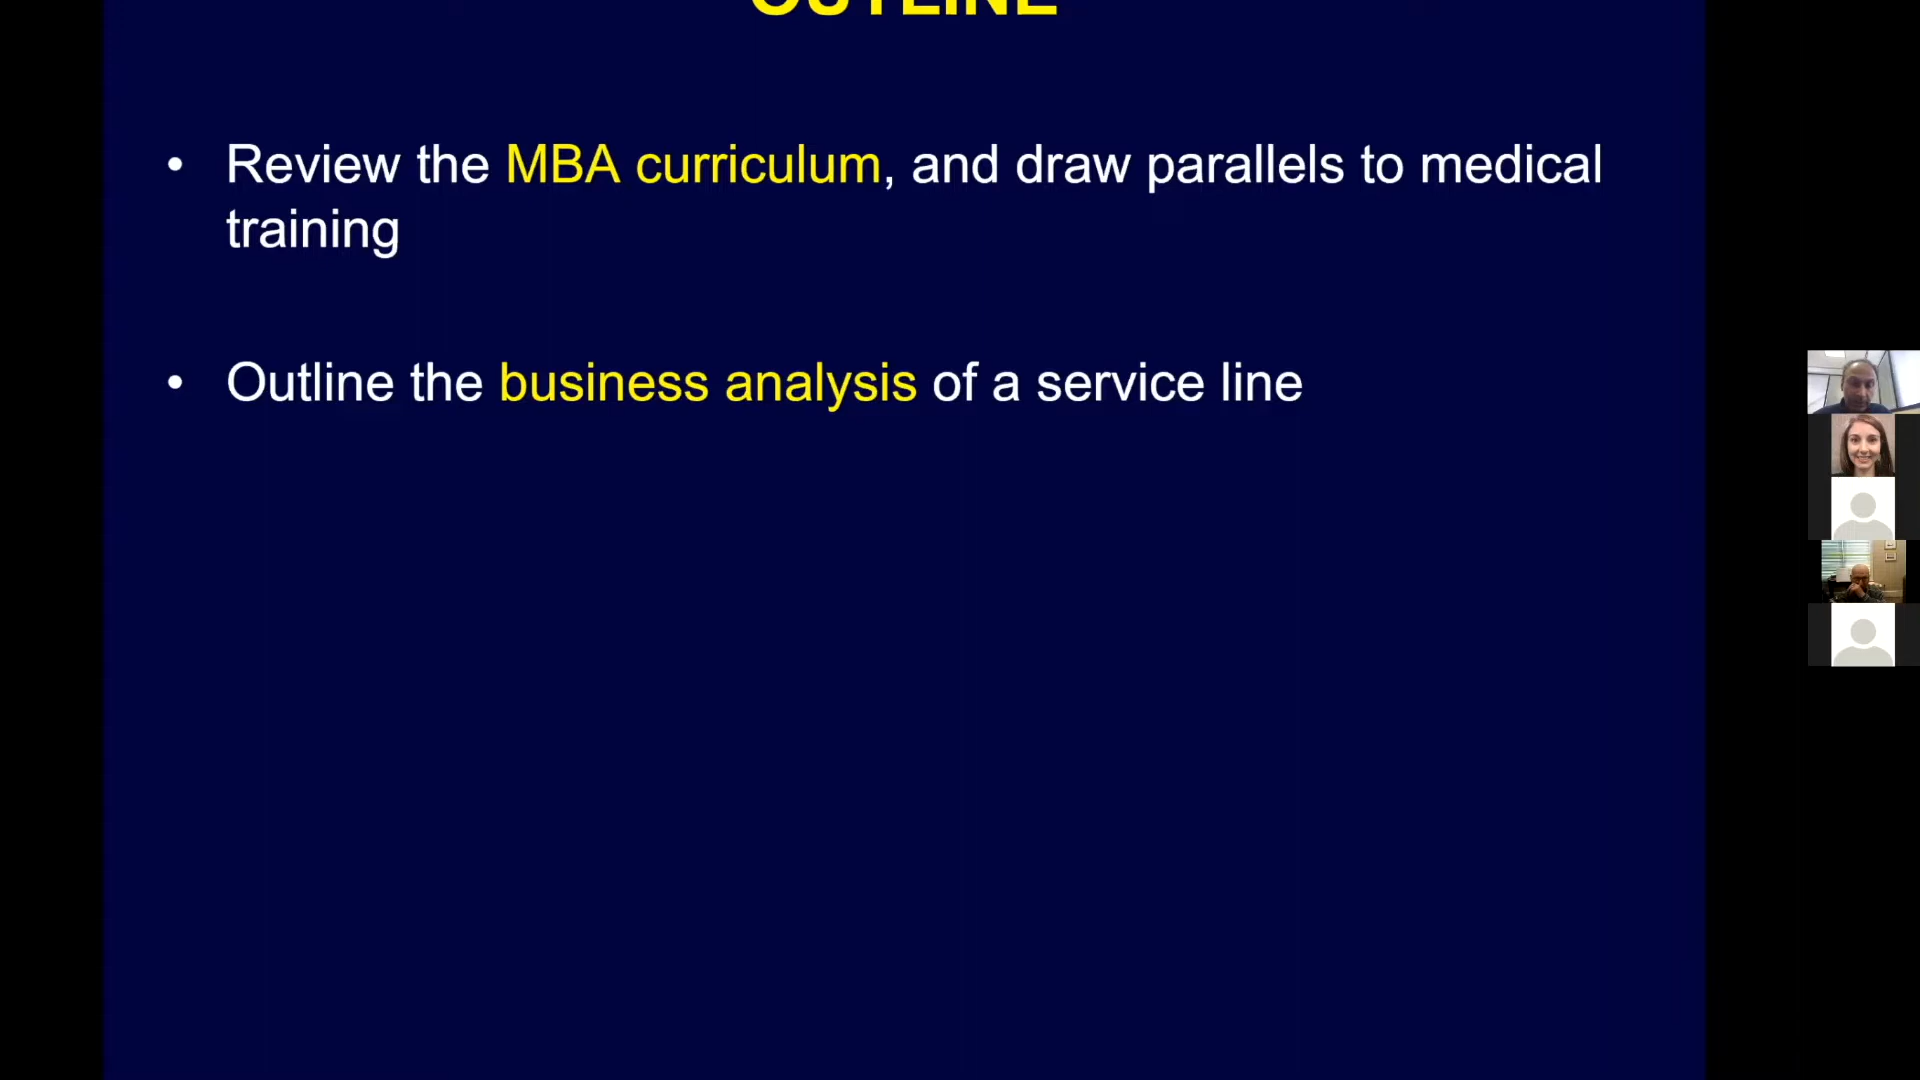 OUTLINE
• Review the MBA curriculum, and draw parallels to medical
training
• Outline the business analysis of a service line